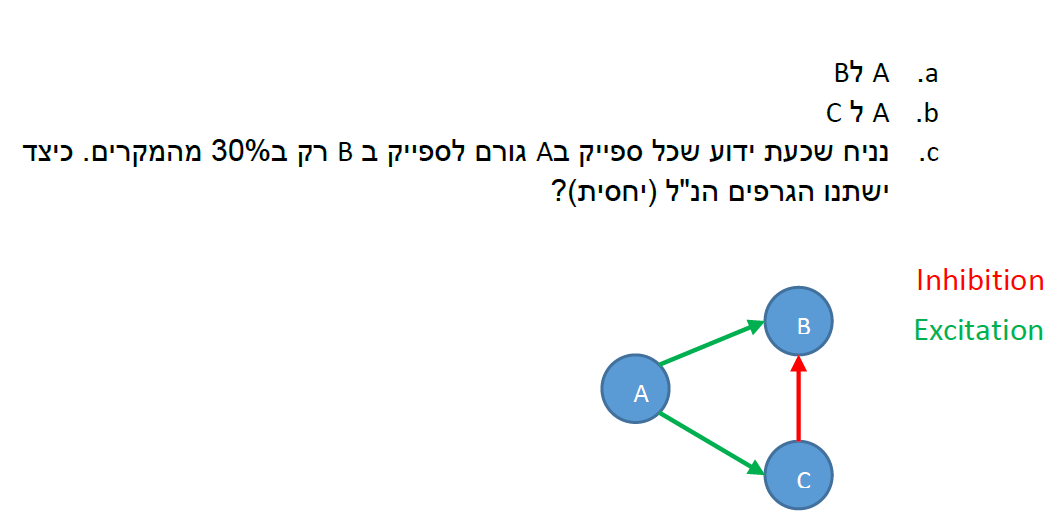 a. A לB
b. A ל C
c. נניח שכעת ידוע שכל ספייק בA גורם לספייק ב B רק ב30% מהמקרים. כיצד
ישתנו הגרפים הנ"ל (יחסית)?
Inhibition
Excitation
B
A
C